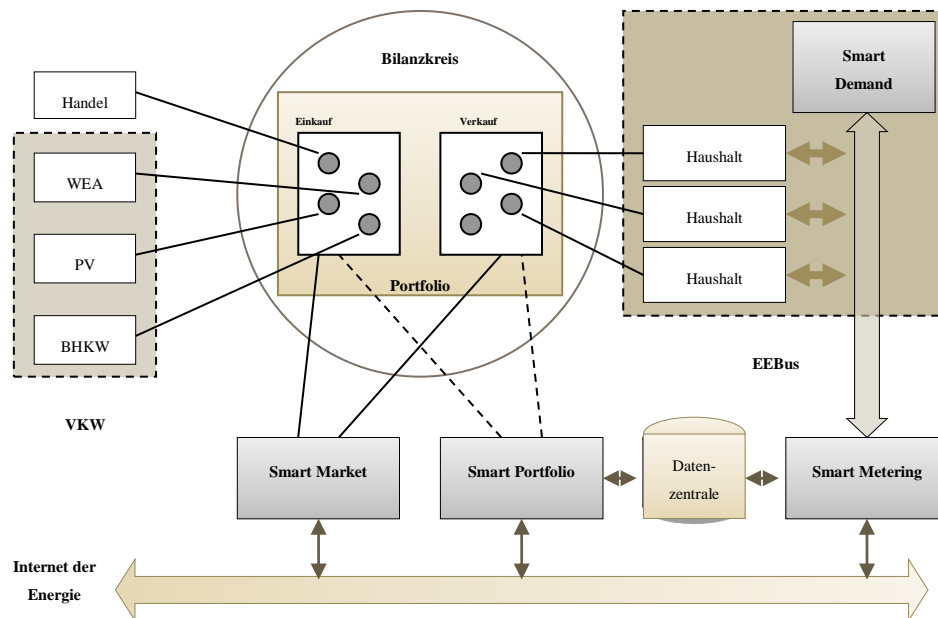 Bilanzkreis
Smart
Demand
Handel
Einkauf
Verkauf
WEA
Haushalt
Haushalt
PV
Haushalt
Portfolio
BHKW
EEBus
VKW
Smart Market
Smart Portfolio
Daten-
zentrale
Smart Metering
Internet der
Energie